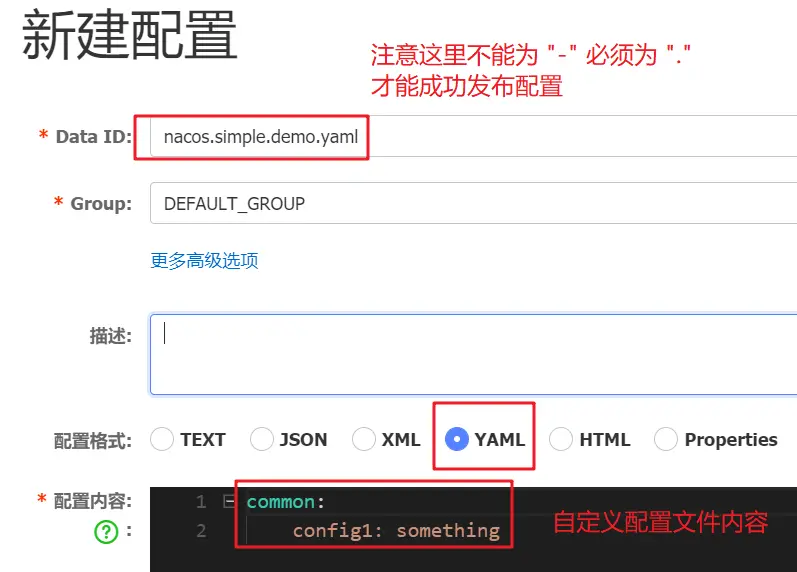 新建配置
注意这里不能为 "-" 必须为 "."
才能成功发布配置
* Data ID: nacos.simple.demo.yaml
* Group: DEFAULT_GROUP
更多高级选项
描述:
配置格式: TEXT JSON XML YAML HTML Properties
* 配置内容: 1 common:
? : 2 config1: something
自定义配置文件内容